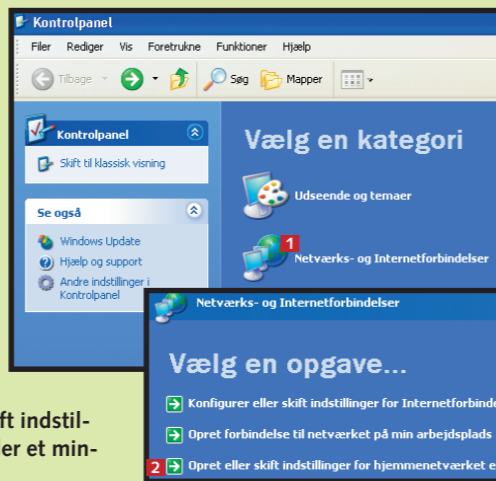 Kontrolpanel
Filer Rediger Vis Foretrukne Funktioner Hjælp
Tilbage Søg Mapper
Kontrolpanel
Skift til klassisk visning
Se også
Windows Update
Hjælp og support
Andre indstillinger i
Kontrolpanel
Vælg en kategori
Udseende og temaer
1
Netværks- og Internetforbindelser
Netværks- og Internetforbindelser
Vælg en opgave...
Konfigurer eller skift indstillinger for Internetforbinde
Opret forbindelse til netværket på min arbejdsplads
2 Opret eller skift indstillinger for hjemmenetværket e
ft indstil-
ler et min-